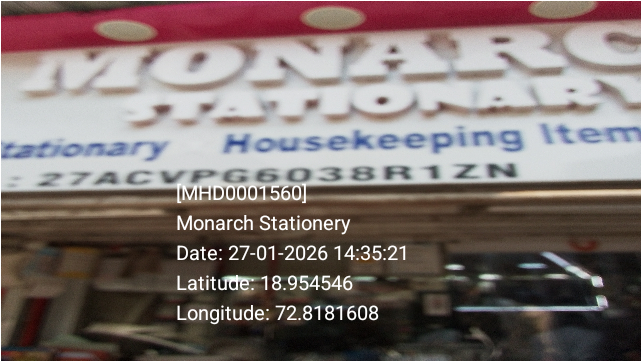 MONARC
STATIONARY
tationary Housekeeping Item
: 27ACVPG6038R1ZN
[MHD0001560]
Monarch Stationery
Date: 27-01-2026 14:35:21
Latitude: 18.954546
Longitude: 72.8181608